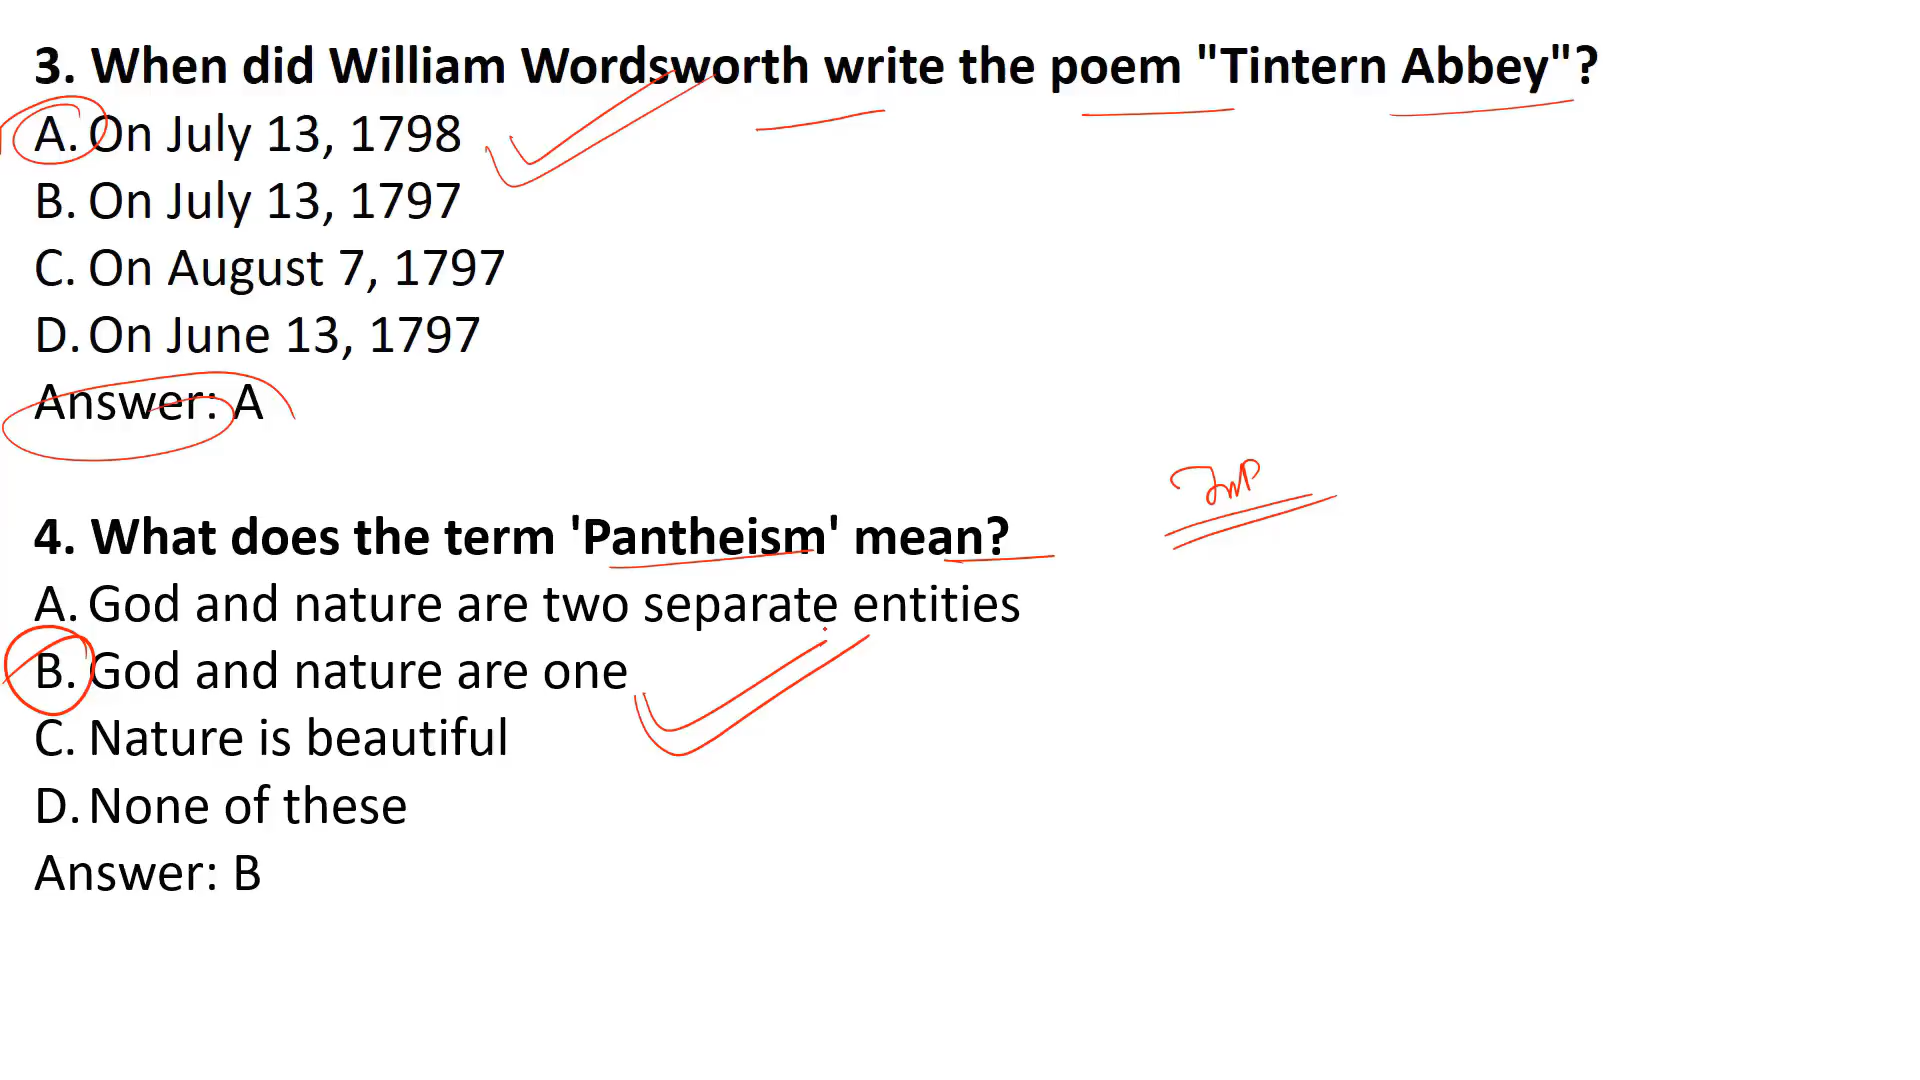 3. When did William Wordsworth write the poem "Tintern Abbey"?
A. On July 13, 1798
B. On July 13, 1797
C. On August 7, 1797
D. On June 13, 1797
Answer: A
Imp
4. What does the term 'Pantheism' mean?
A. God and nature are two separate entities
B. God and nature are one
C. Nature is beautiful
D. None of these
Answer: B